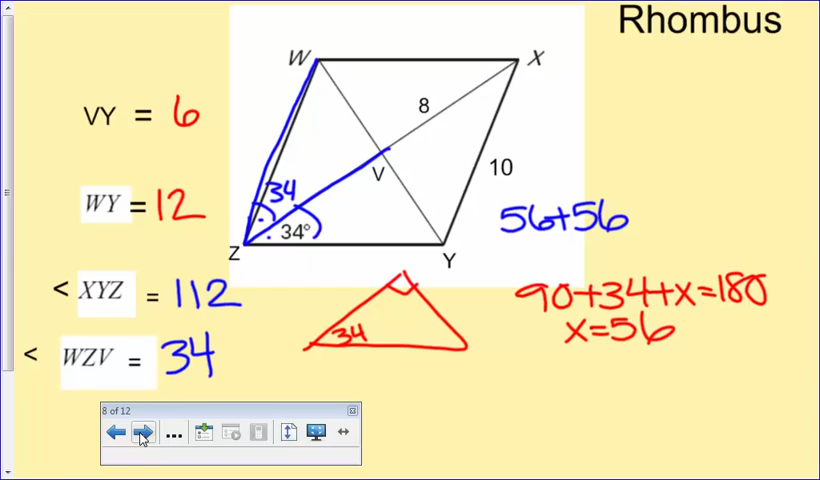 Rhombus
W
X
VY = 6
8
V
10
WY = 12
34
34°
56+56
Z
Y
< XYZ = 112
90+34+x=180
x=56
34
< WZV = 34
8 of 12
...